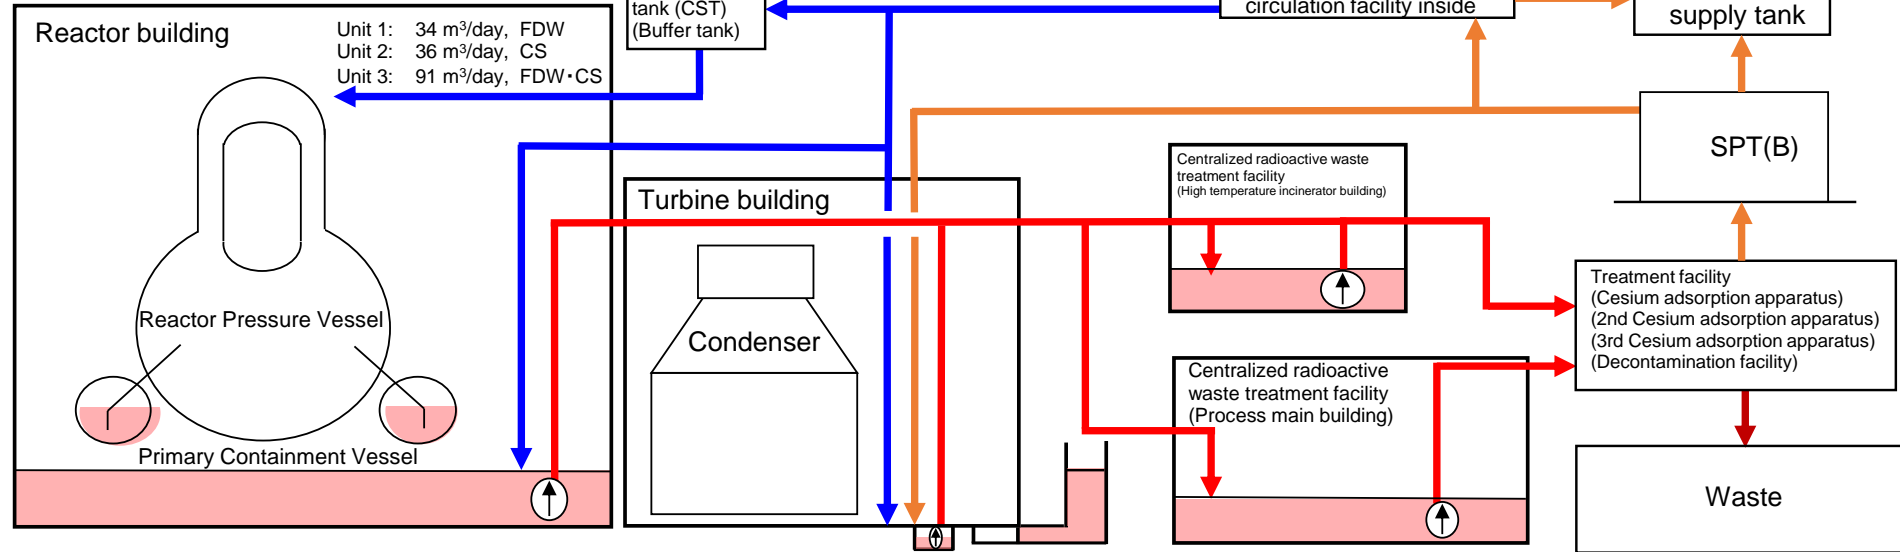 tank (CST)
(Buffer tank)
circulation facility inside
supply tank
Reactor building
Unit 1: 34 m³/day, FDW
Unit 2: 36 m³/day, CS
Unit 3: 91 m³/day, FDW・CS
SPT(B)
Centralized radioactive waste
treatment facility
(High temperature incinerator building)
Turbine building
Treatment facility
(Cesium adsorption apparatus)
(2nd Cesium adsorption apparatus)
(3rd Cesium adsorption apparatus)
(Decontamination facility)
Reactor Pressure Vessel
Condenser
Centralized radioactive
waste treatment facility
(Process main building)
Primary Containment Vessel
Waste